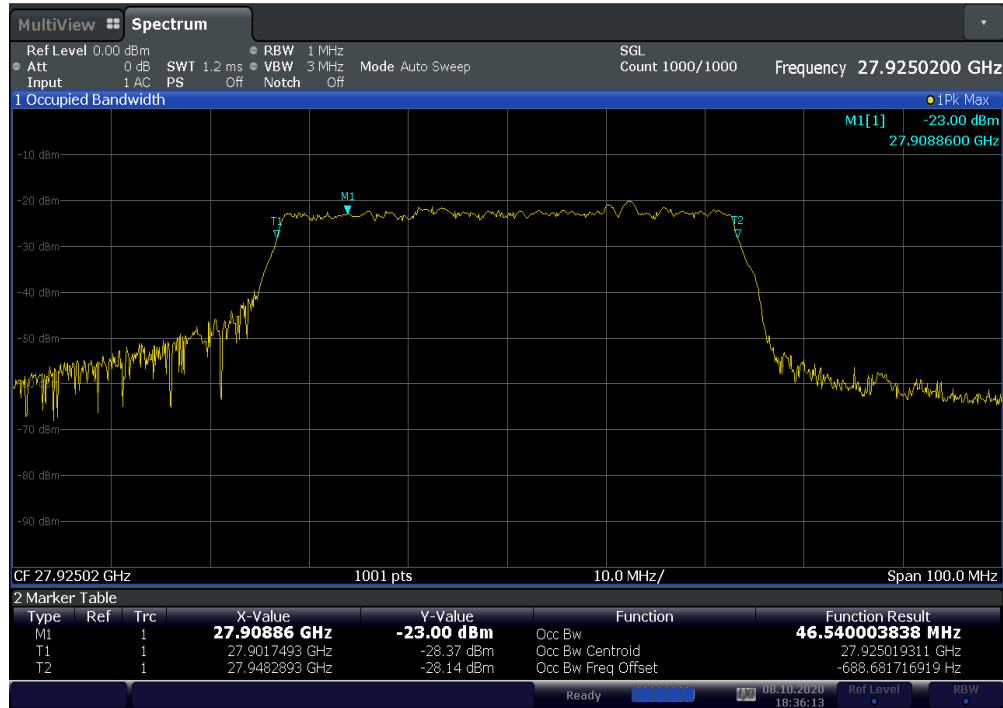 MultiView Spectrum
Ref Level 0.00 dBm RBW 1 MHz SGL
Att 0 dB SWT 1.2 ms VBW 3 MHz Mode Auto Sweep Count 1000/1000 Frequency 27.9250200 GHz
Input 1 AC PS Off Notch Off
1 Occupied Bandwidth 1Pk Max
M1[1] -23.00 dBm
27.9088600 GHz
-10 dBm
M1
-20 dBm
T1 T2
-30 dBm
-40 dBm
-50 dBm
-70 dBm
-80 dBm
-90 dBm
CF 27.92502 GHz 1001 pts 10.0 MHz/ Span 100.0 MHz
2 Marker Table
Type Ref Trc X-Value Y-Value Function Function Result
M1 1 27.90886 GHz -23.00 dBm Occ Bw 46.540003838 MHz
T1 1 27.9017493 GHz -28.37 dBm Occ Bw Centroid 27.925019311 GHz
T2 1 27.9482893 GHz -28.14 dBm Occ Bw Freq Offset -688.681716919 Hz
Ready 08.10.2020 Ref Level RBW
18:36:13